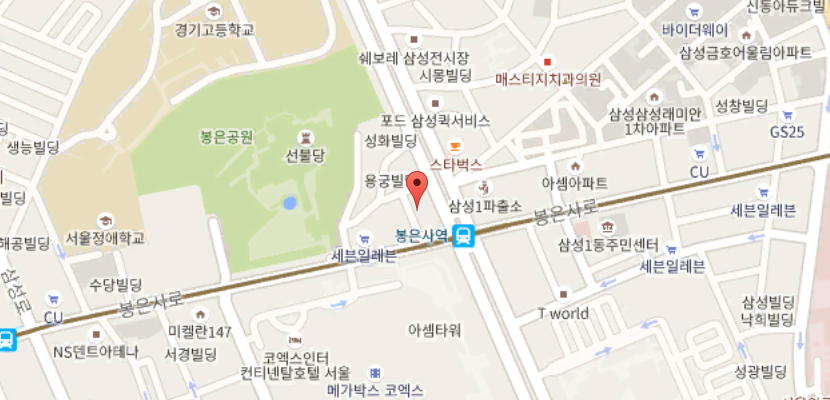 신동아듀크빌
경기고등학교
바이더웨이
쉐보레 삼성전시장
시몽빌딩
삼성금호어울림아파트
매스티지치과의원
삼성삼성래미안
1차아파트
성창빌딩
포드 삼성퀵서비스
GS25
봉은공원
선불당
성화빌딩
생능빌딩
스타벅스
CU
용궁빌딩
아셈아파트
빌딩
삼성1파출소
봉은사로
세븐일레븐
서울정애학교
해공빌딩
봉은사역
삼성1동주민센터
세븐일레븐
세븐일레븐
수당빌딩
삼성로
봉은사로
CU
T world
삼성빌딩
낙희빌딩
미켈란147
아셈타워
NS덴트아테나
서경빌딩
코엑스인터
컨티넨탈호텔 서울
성광빌딩
메가박스 코엑스